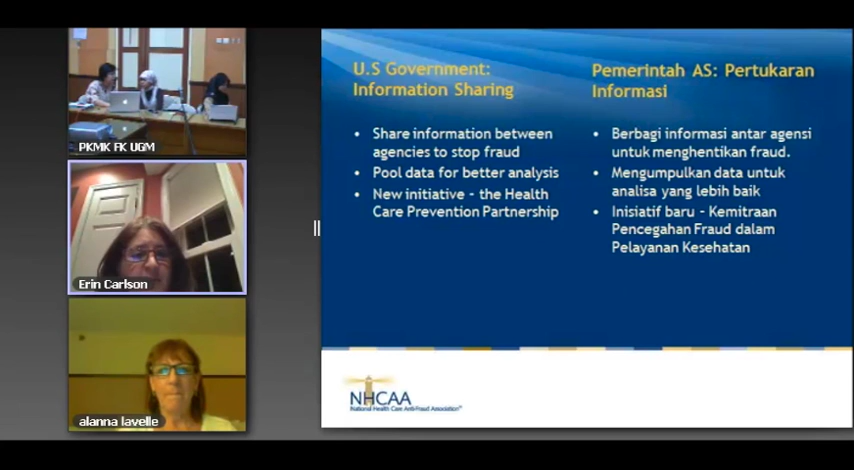 PKMK FK UGM
Erin Carlson
alanna lavelle
U.S Government:
Information Sharing
• Share information between
agencies to stop fraud
• Pool data for better analysis
• New initiative – the Health
Care Prevention Partnership
Pemerintah AS: Pertukaran
Informasi
• Berbagi informasi antar agensi
untuk menghentikan fraud.
• Mengumpulkan data untuk
analisa yang lebih baik
• Inisiatif baru – Kemitraan
Pencegahan Fraud dalam
Pelayanan Kesehatan
NHCAA
National Health Care Anti-Fraud Association